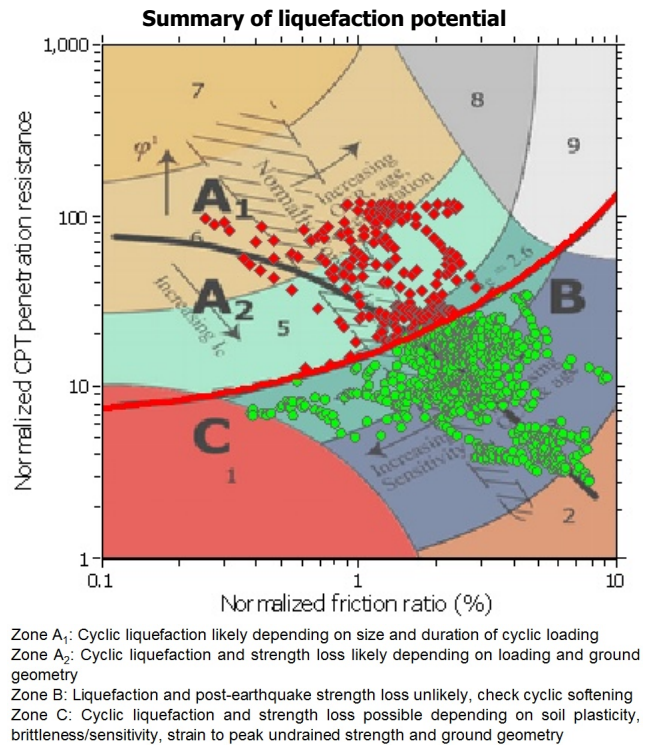 Summary of liquefaction potential
1,000
7
8
9
φ'
Increasing
OCR, age,
Normally
A1
100
6
= 2.6
A2
B
Increasing Ic
5
10
C
1
& age
Increasing
Sensitivity
2
1
0.1
1
10
Normalized CPT penetration resistance
Normalized friction ratio (%)
Zone A1: Cyclic liquefaction likely depending on size and duration of cyclic loading
Zone A2: Cyclic liquefaction and strength loss likely depending on loading and ground
geometry
Zone B: Liquefaction and post-earthquake strength loss unlikely, check cyclic softening
Zone C: Cyclic liquefaction and strength loss possible depending on soil plasticity,
brittleness/sensitivity, strain to peak undrained strength and ground geometry